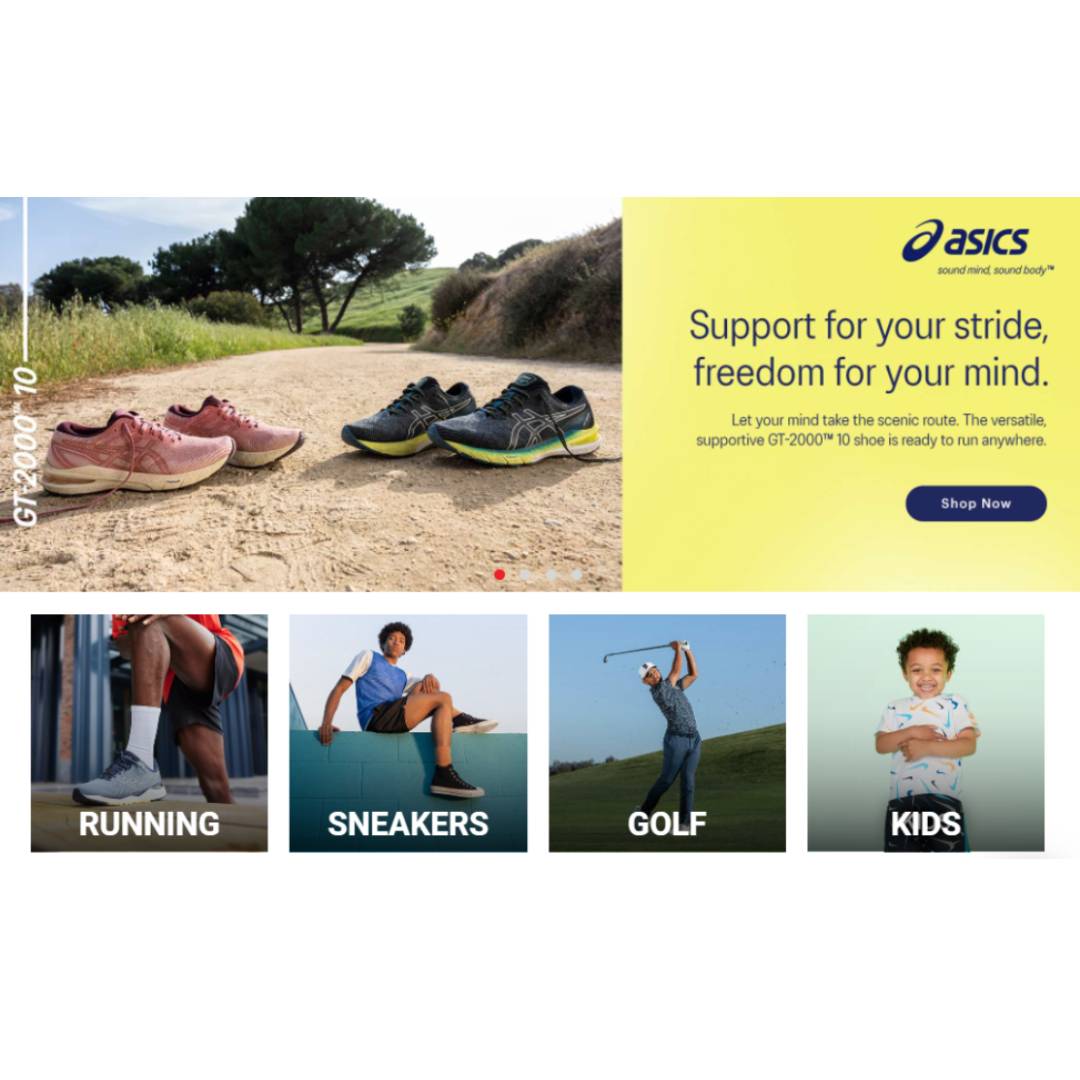 GT-2000™ 10
asics
sound mind, sound body™
Support for your stride,
freedom for your mind.
Let your mind take the scenic route. The versatile,
supportive GT-2000™ 10 shoe is ready to run anywhere.
Shop Now
RUNNING
SNEAKERS
GOLF
KIDS